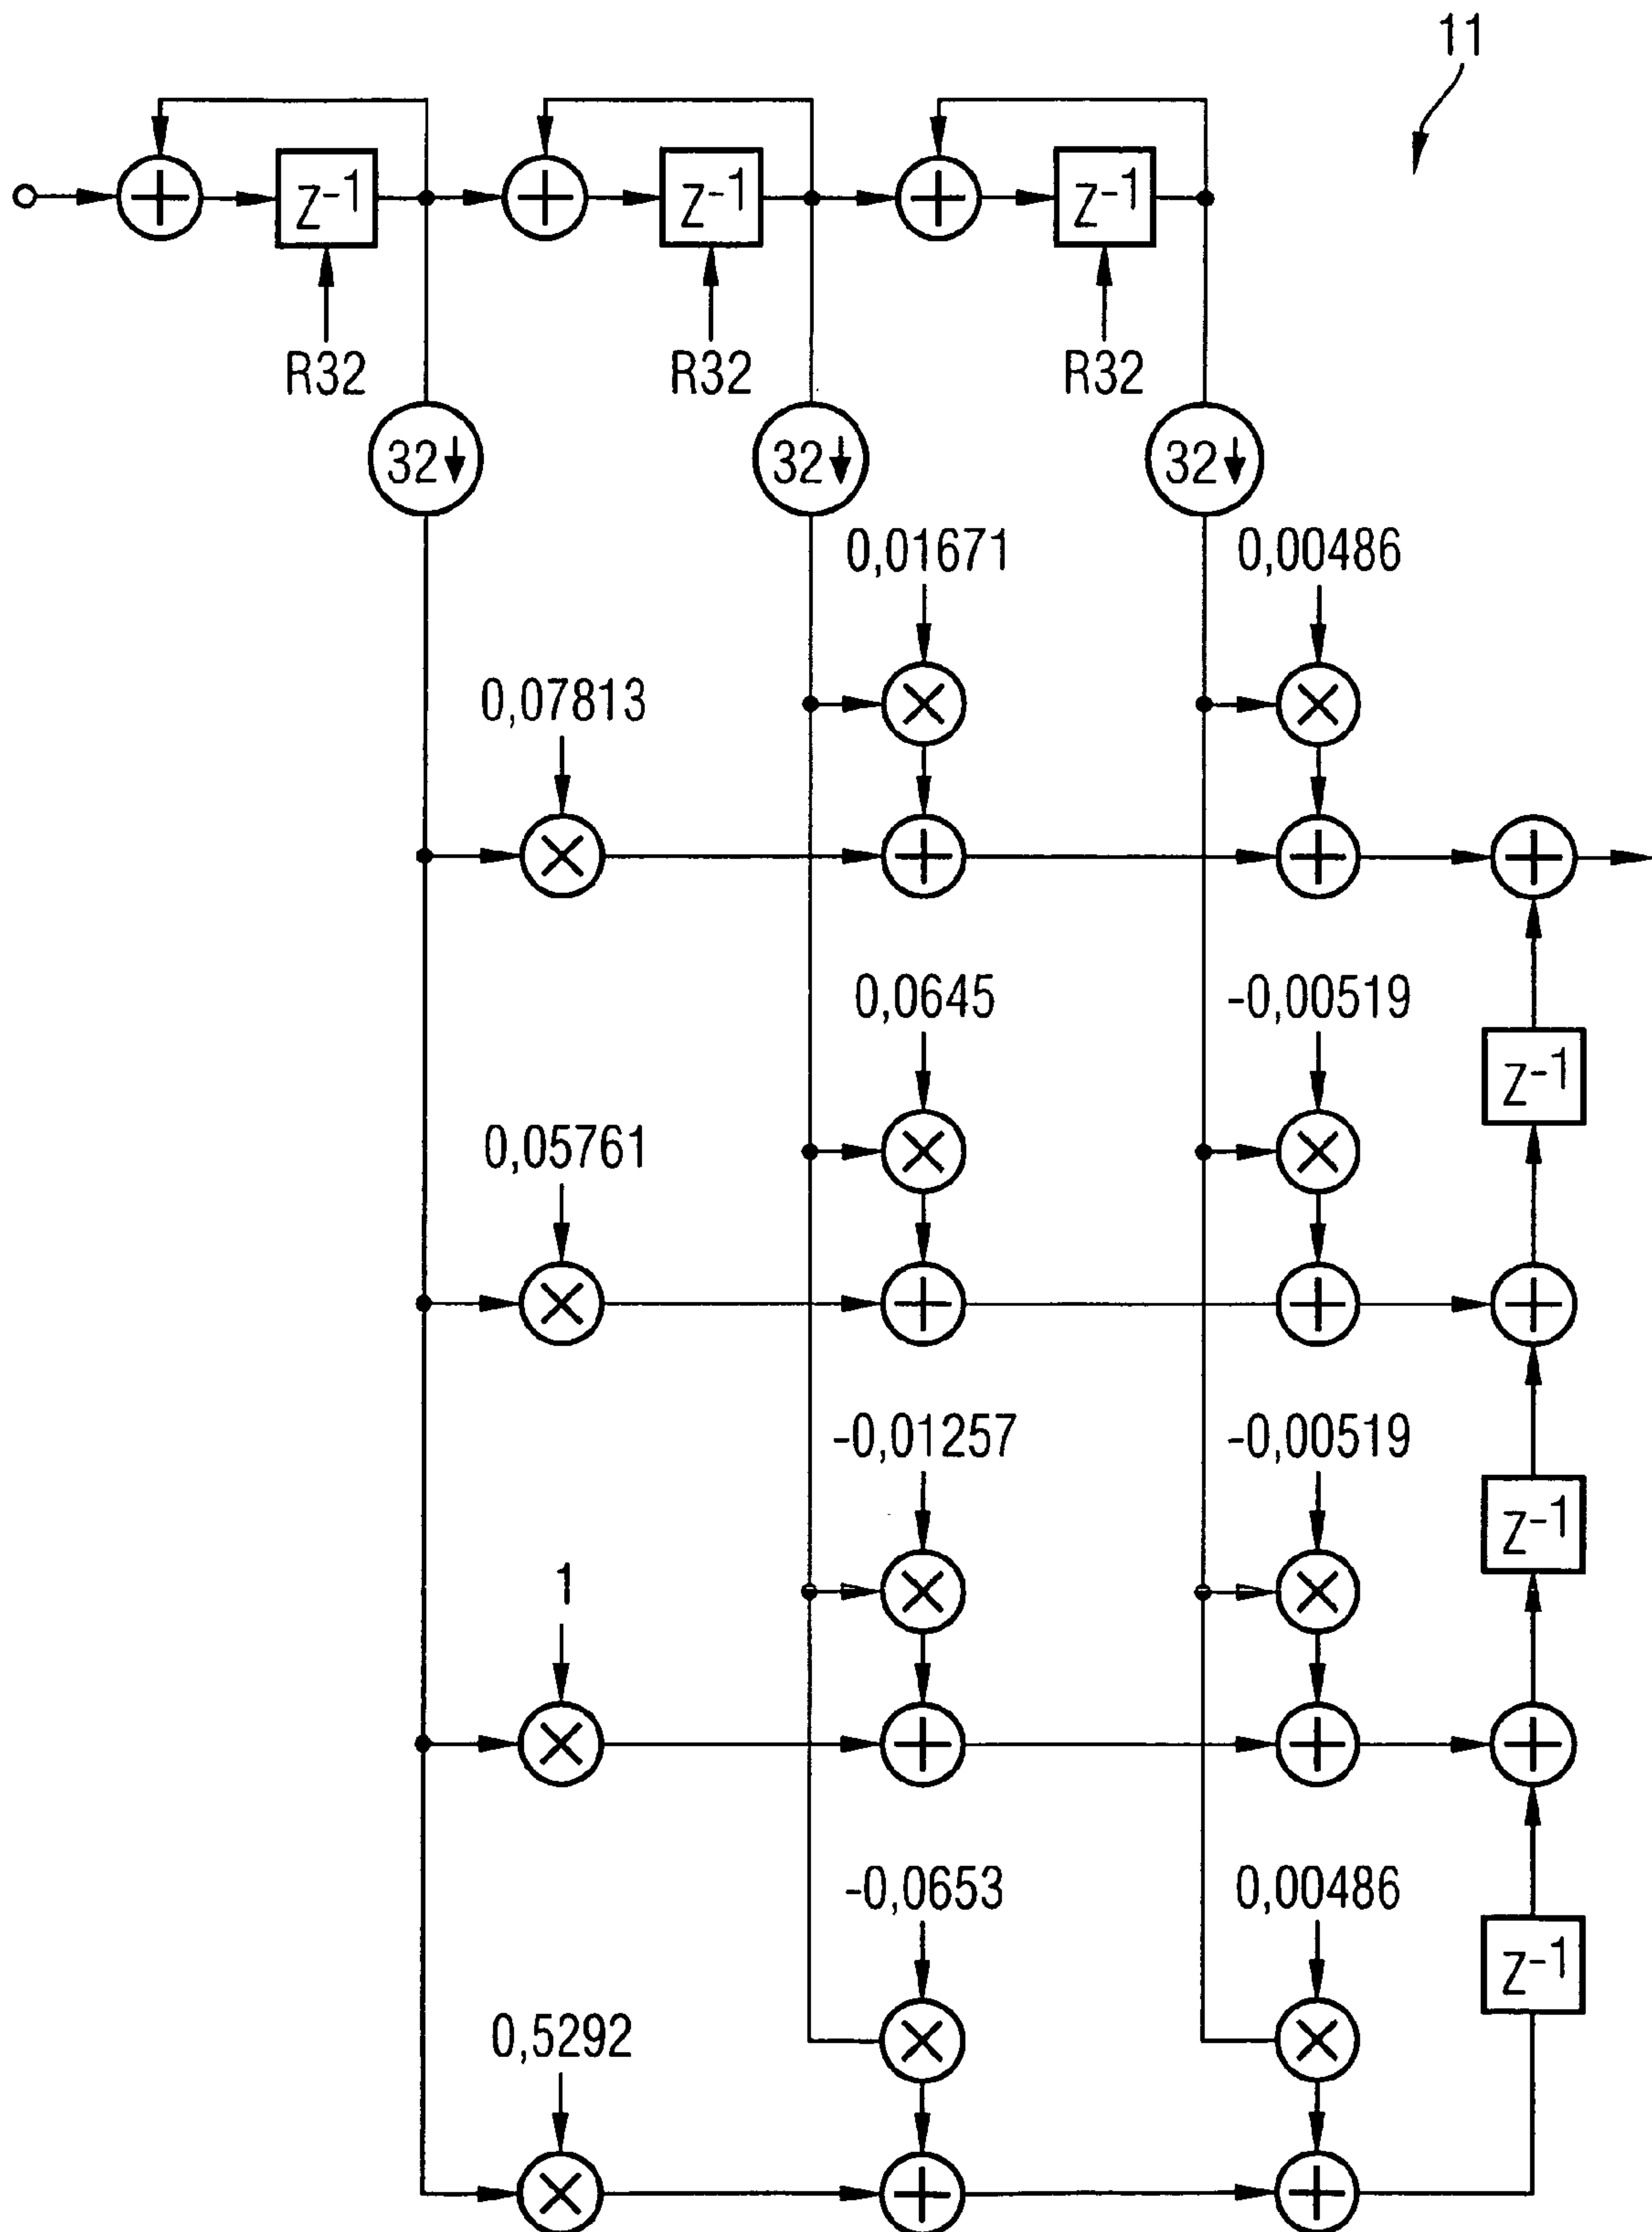 11
Z-1 Z-1 Z-1
R32 R32 R32
32↓ 32↓ 32↓
0,01671 0,00486
0,07813
0,0645 -0,00519
Z-1
0,05761
-0,01257 -0,00519
Z-1
1
-0,0653 0,00486
Z-1
0,5292